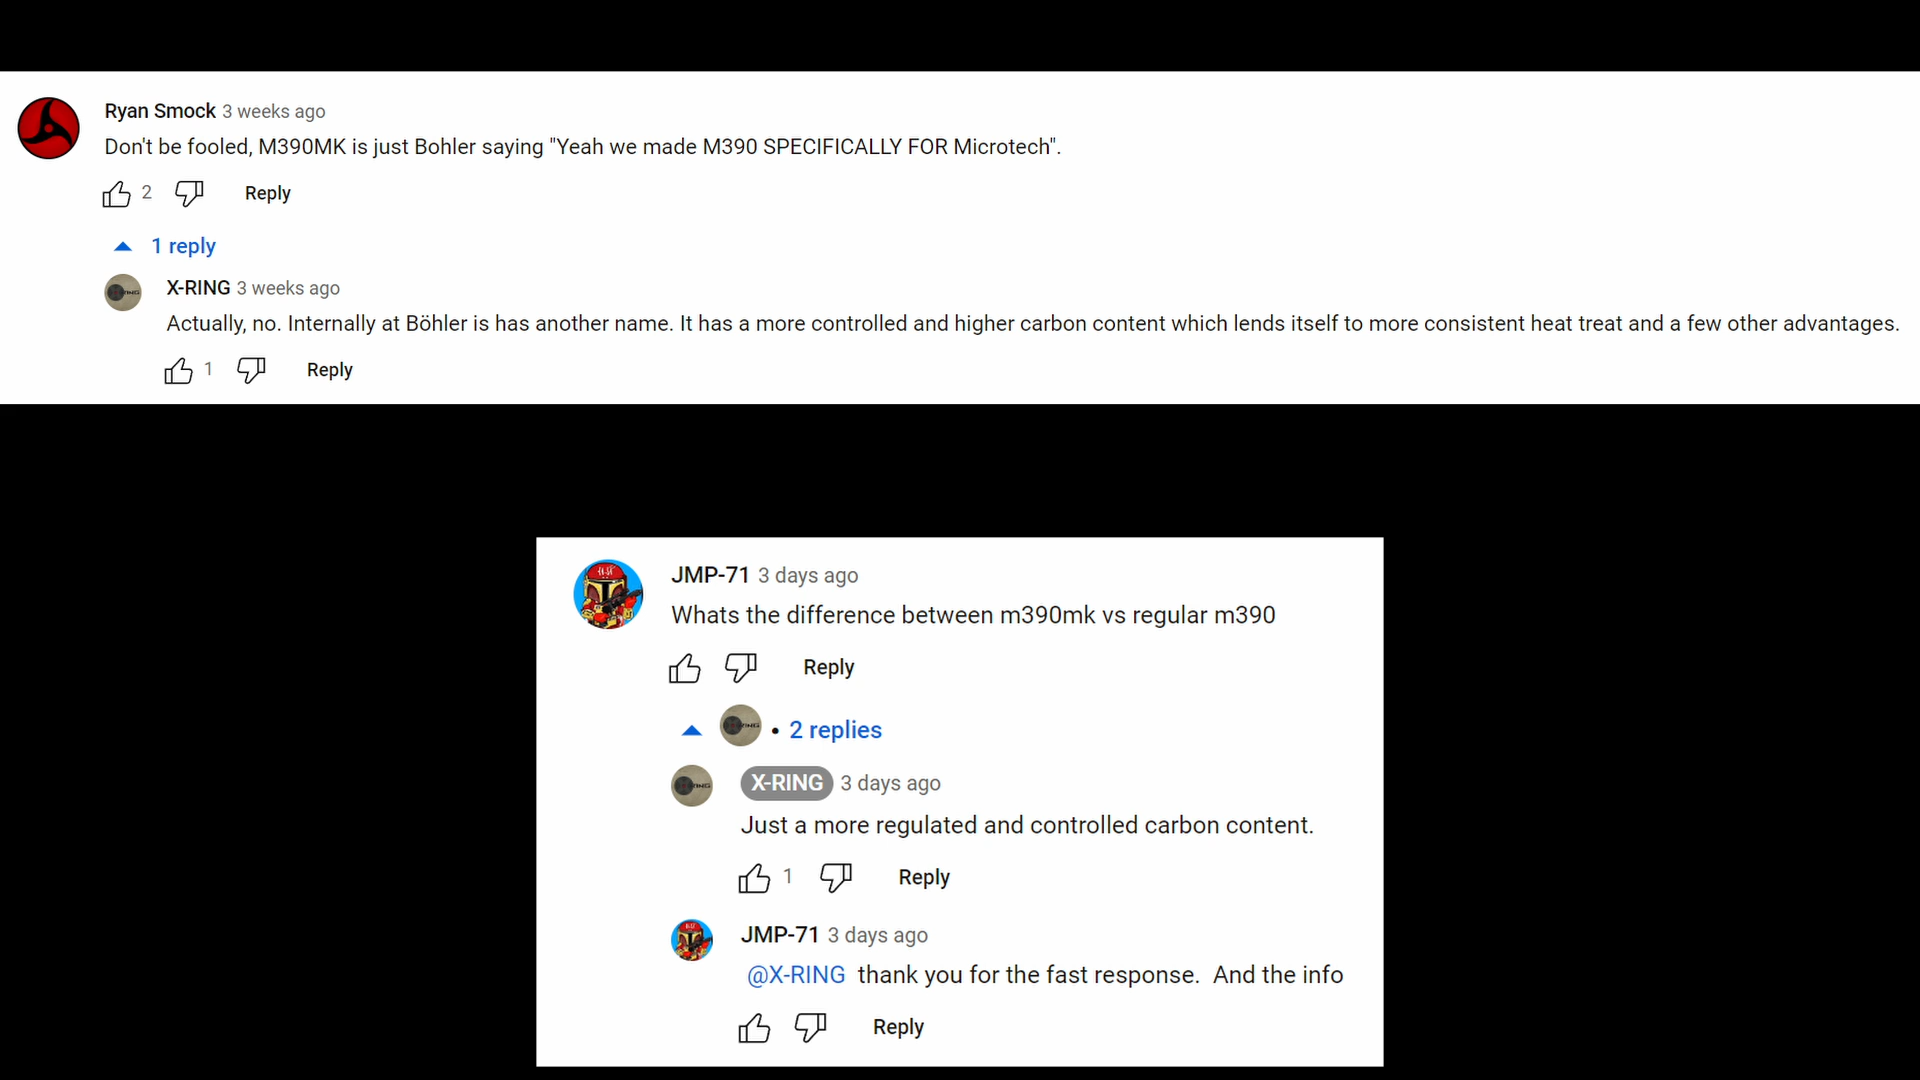 Ryan Smock 3 weeks ago
Don't be fooled, M390MK is just Bohler saying "Yeah we made M390 SPECIFICALLY FOR Microtech".
2 Reply
1 reply
X-RING 3 weeks ago
Actually, no. Internally at Böhler is has another name. It has a more controlled and higher carbon content which lends itself to more consistent heat treat and a few other advantages.
1 Reply
JMP-71 3 days ago
Whats the difference between m390mk vs regular m390
Reply
• 2 replies
X-RING 3 days ago
Just a more regulated and controlled carbon content.
1 Reply
JMP-71 3 days ago
@X-RING thank you for the fast response. And the info
Reply